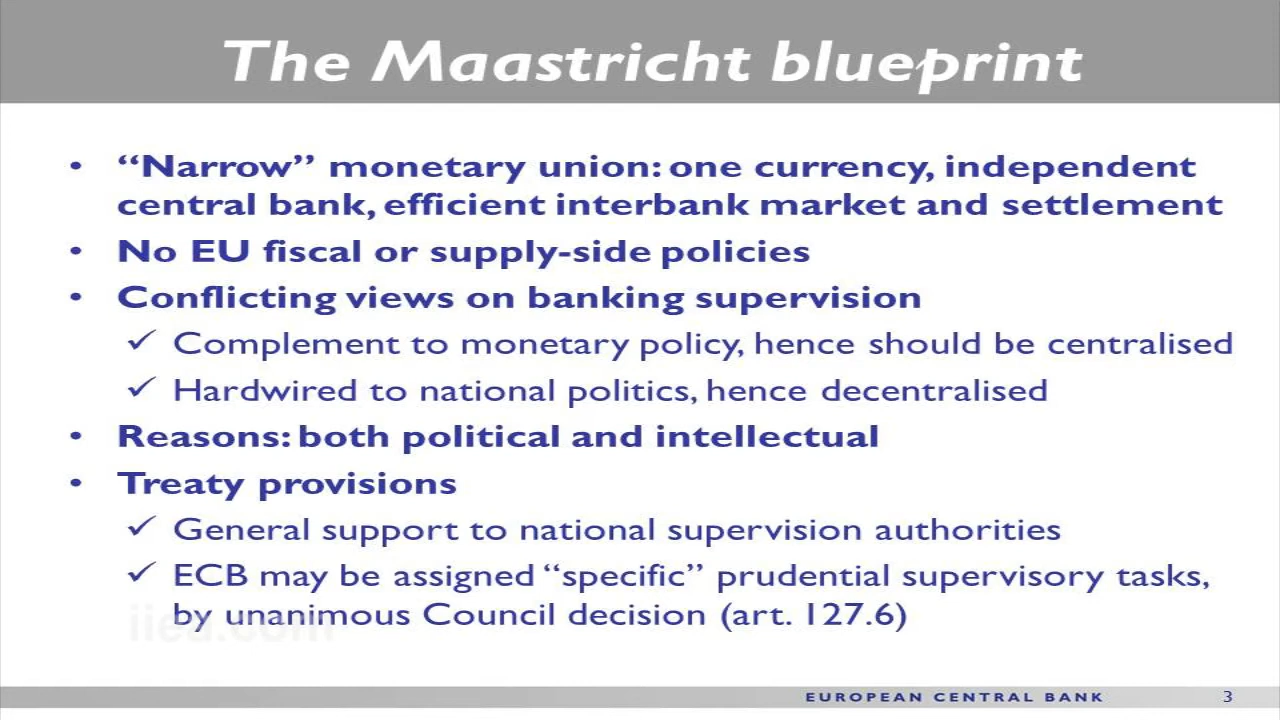 The Maastricht blueprint
• “Narrow” monetary union: one currency, independent
central bank, efficient interbank market and settlement
• No EU fiscal or supply-side policies
• Conflicting views on banking supervision
✓ Complement to monetary policy, hence should be centralised
✓ Hardwired to national politics, hence decentralised
• Reasons: both political and intellectual
• Treaty provisions
✓ General support to national supervision authorities
✓ ECB may be assigned “specific” prudential supervisory tasks,
by unanimous Council decision (art. 127.6)
iiea.com
EUROPEAN CENTRAL BANK 3